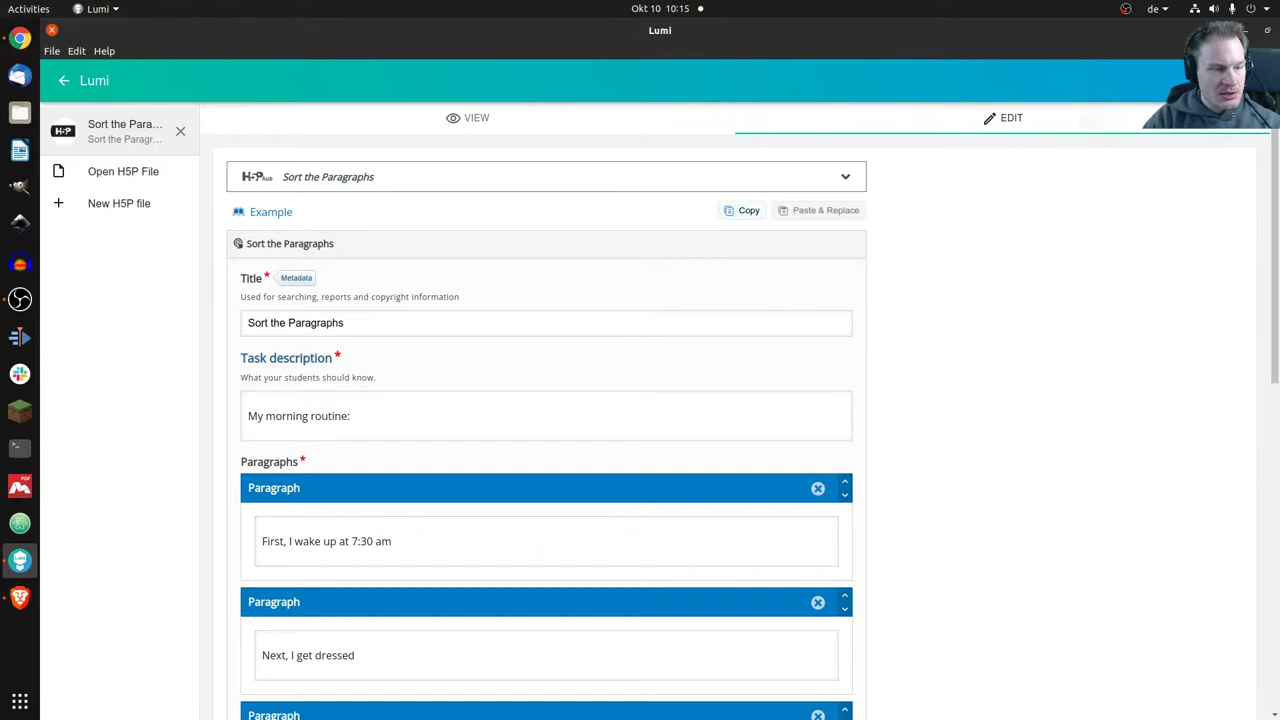 Activities
Lumi
Okt 10 10:15
de
Lumi
File Edit Help
Lumi
Sort the Para...
Sort the Paragr...
Open H5P File
New H5P file
VIEW
EDIT
H5P hub Sort the Paragraphs
Example
Copy
Paste & Replace
Sort the Paragraphs
Title * Metadata
Used for searching, reports and copyright information
Sort the Paragraphs
Task description *
What your students should know.
My morning routine:
Paragraphs *
Paragraph
First, I wake up at 7:30 am
Paragraph
Next, I get dressed
Paragraph